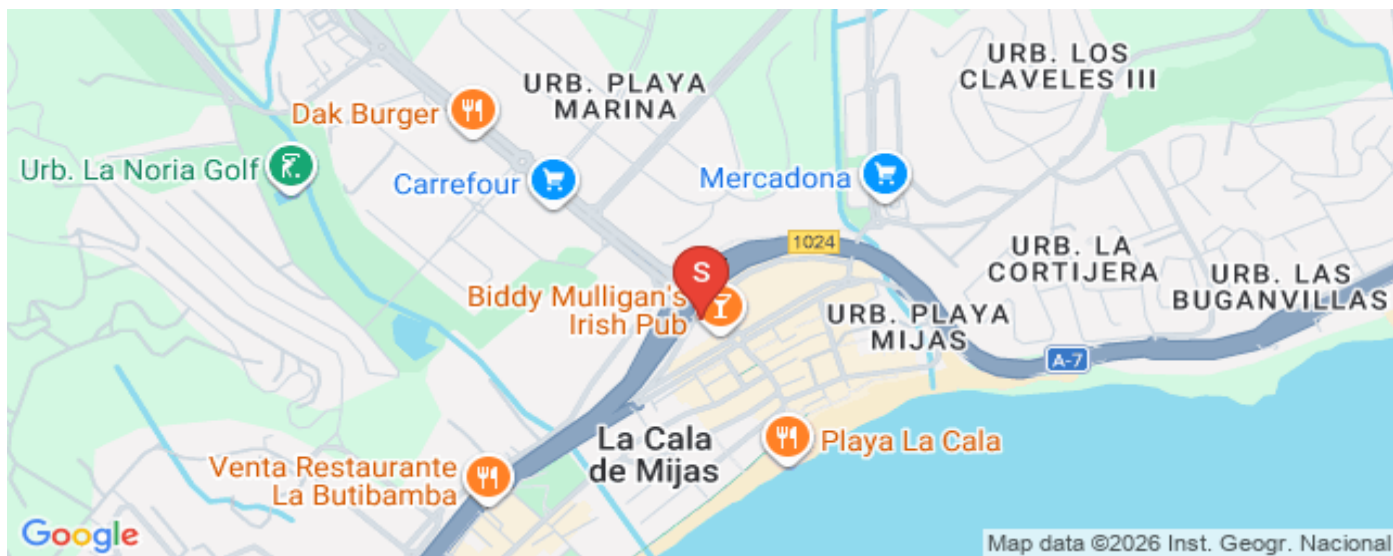 URB. LOS
CLAVELES III
URB. PLAYA
MARINA
Dak Burger
Urb. La Noria Golf
Carrefour
Mercadona
1024
URB. LA
CORTIJERA
URB. LAS
BUGANVILLAS
S
Biddy Mulligan's
Irish Pub
URB. PLAYA
MIJAS
A-7
La Cala
de Mijas
Playa La Cala
Venta Restaurante
La Butibamba
Google
Map data ©2026 Inst. Geogr. Nacional